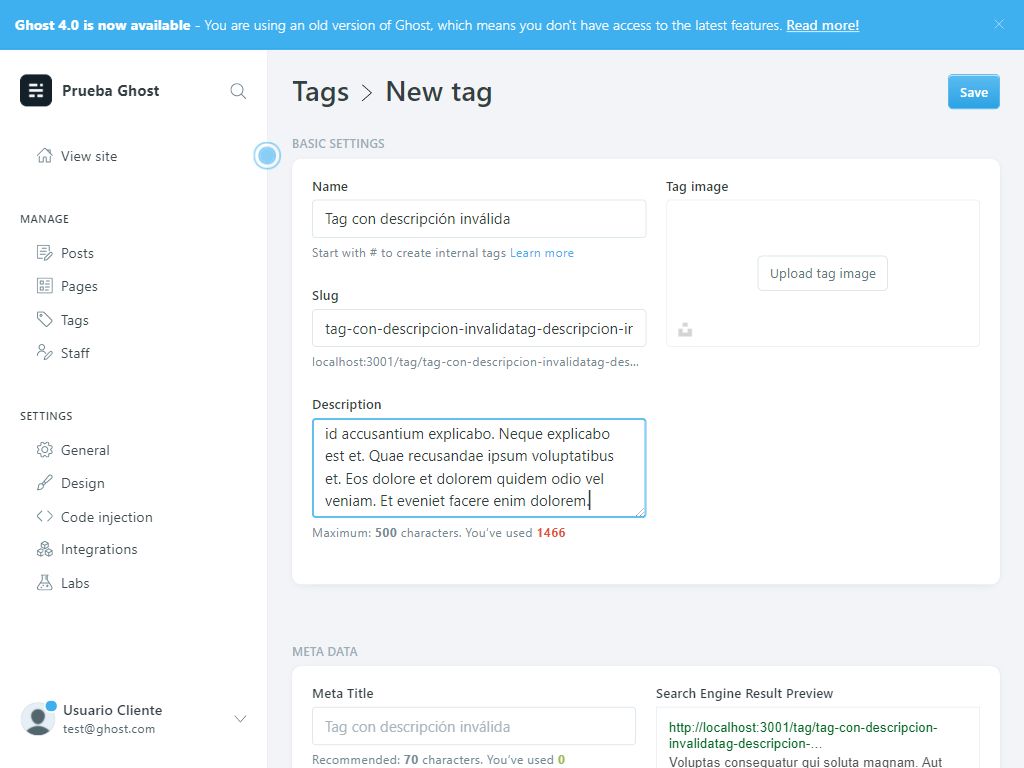 Ghost 4.0 is now available - You are using an old version of Ghost, which means you don't have access to the latest features. Read more!
Prueba Ghost
View site
MANAGE
Posts
Pages
Tags
Staff
SETTINGS
General
Design
Code injection
Integrations
Labs
Usuario Cliente
test@ghost.com
Tags > New tag
Save
BASIC SETTINGS
Name
Tag con descripción inválida
Start with # to create internal tags Learn more
Slug
tag-con-descripcion-invalidatag-descripcion-ir
localhost:3001/tag/tag-con-descripcion-invalidatag-des...
Description
id accusantium explicabo. Neque explicabo
est et. Quae recusandae ipsum voluptatibus
et. Eos dolore et dolorem quidem odio vel
veniam. Et eveniet facere enim dolorem.
Maximum: 500 characters. You've used 1466
Tag image
Upload tag image
META DATA
Meta Title
Tag con descripción inválida
Recommended: 70 characters. You've used 0
Search Engine Result Preview
http://localhost:3001/tag/tag-con-descripcion-
invalidatag-descripcion-...
Voluptas consequatur qui soluta magnam. Aut